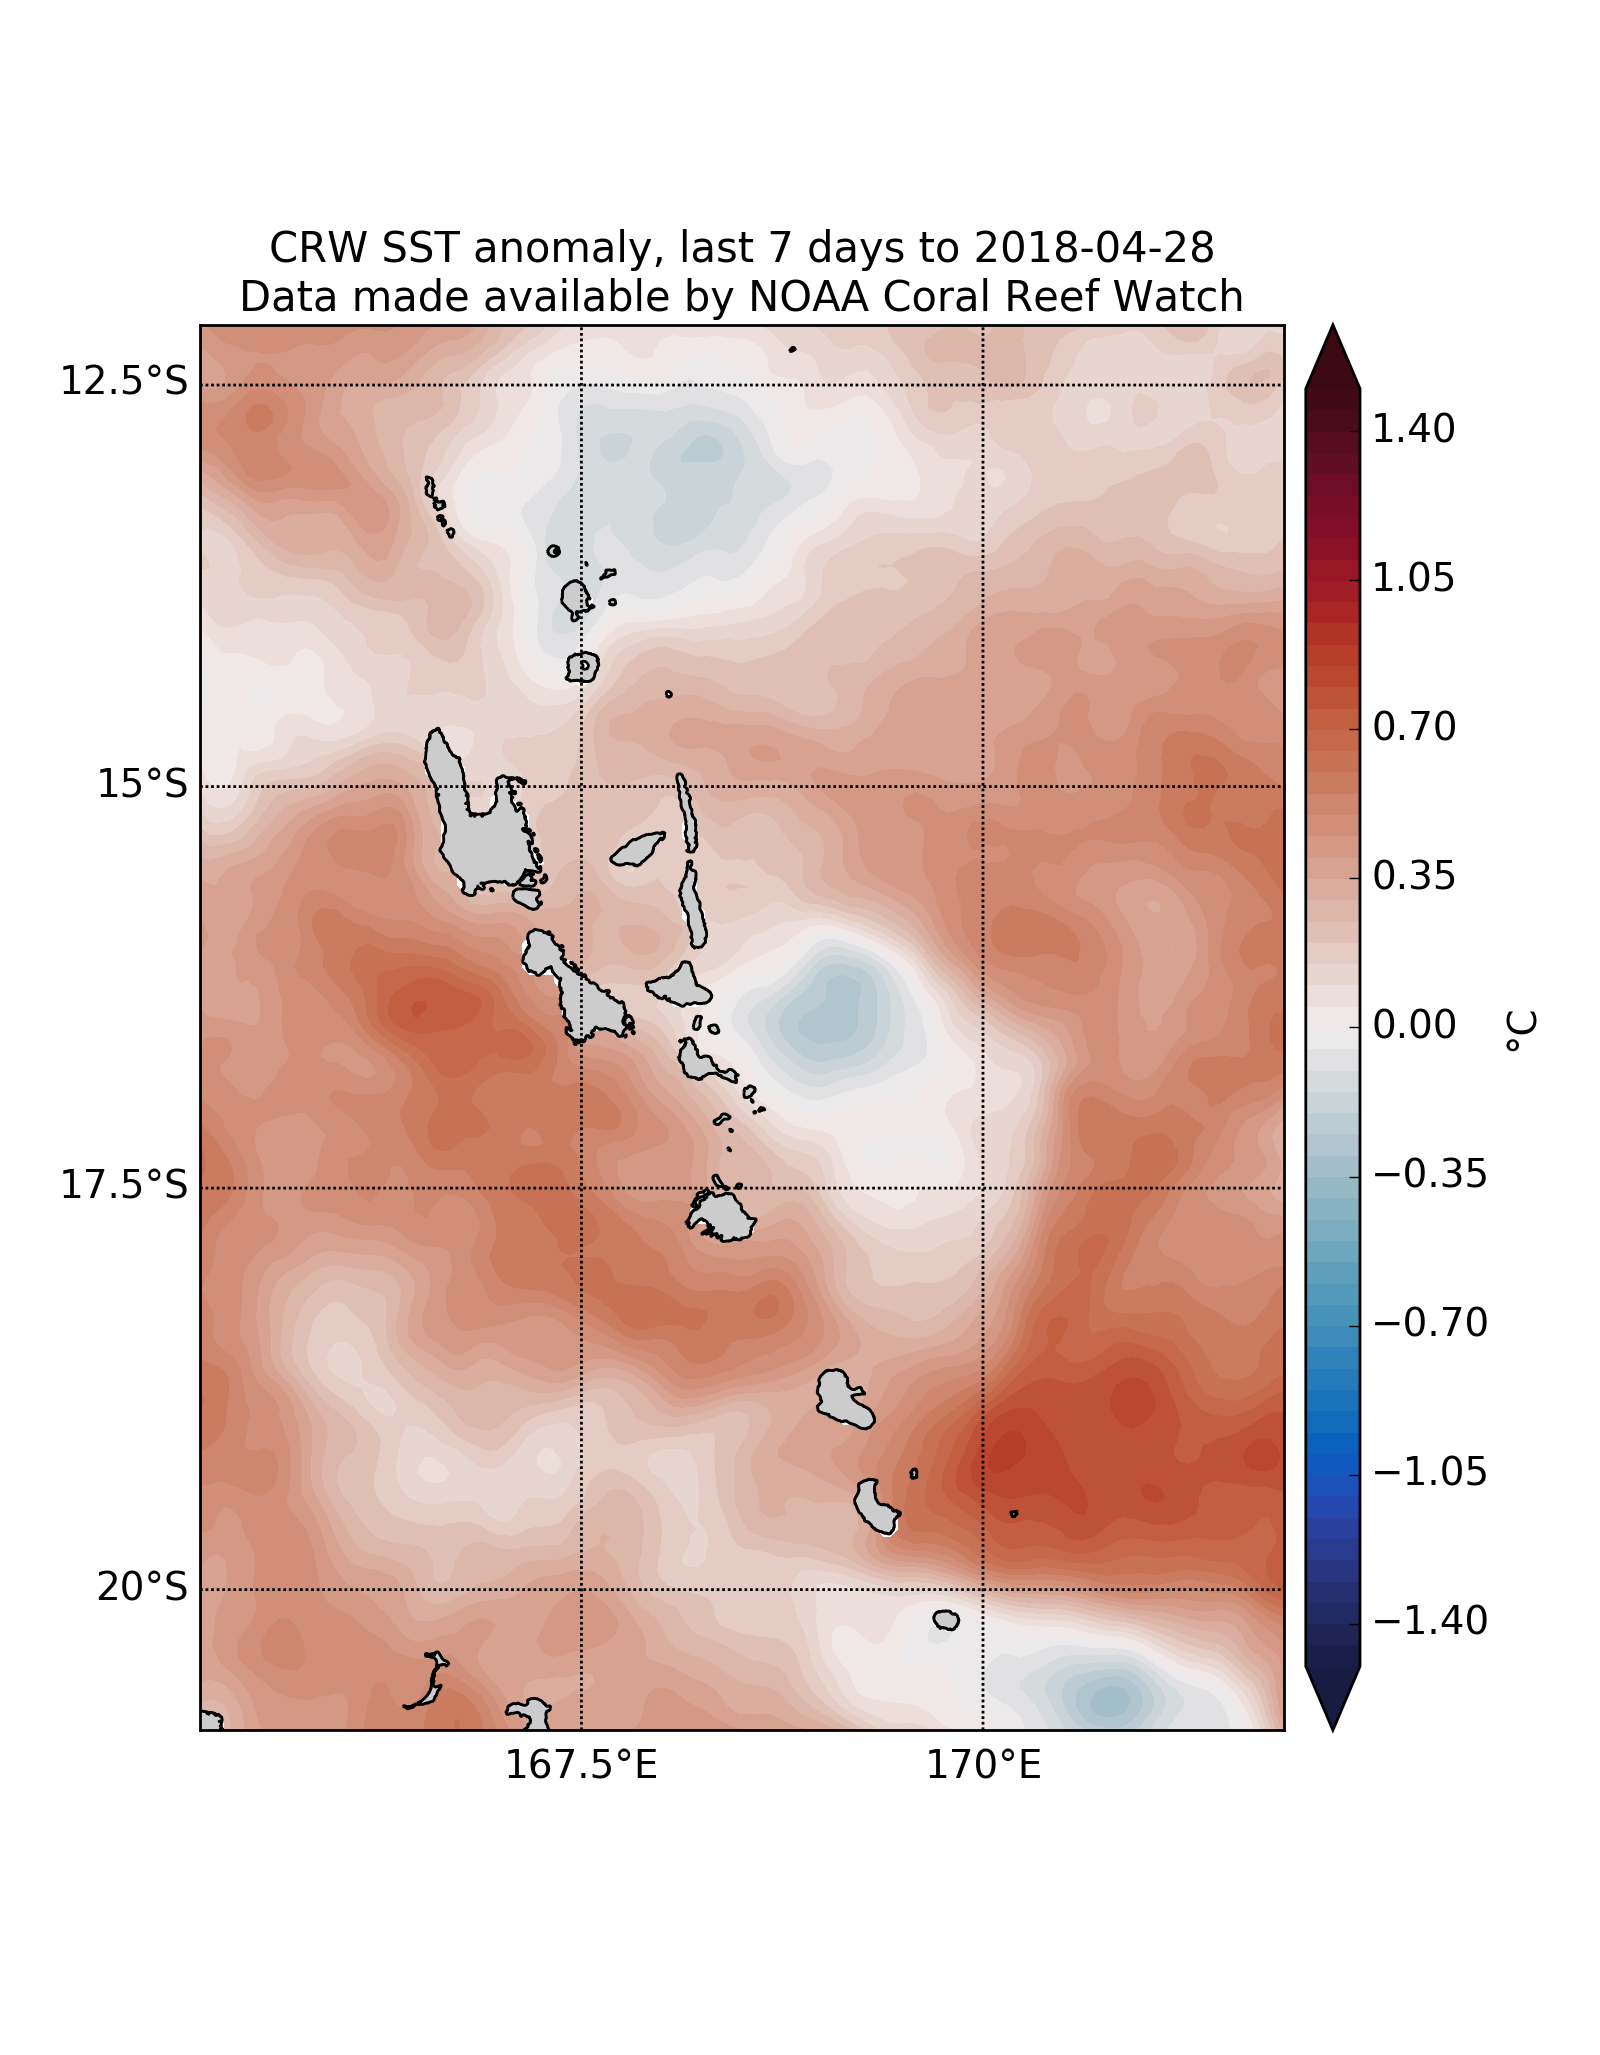 CRW SST anomaly, last 7 days to 2018-04-28
Data made available by NOAA Coral Reef Watch
12.5°S
15°S
17.5°S
20°S
167.5°E
170°E
1.40
1.05
0.70
0.35
0.00
−0.35
−0.70
−1.05
−1.40
°C